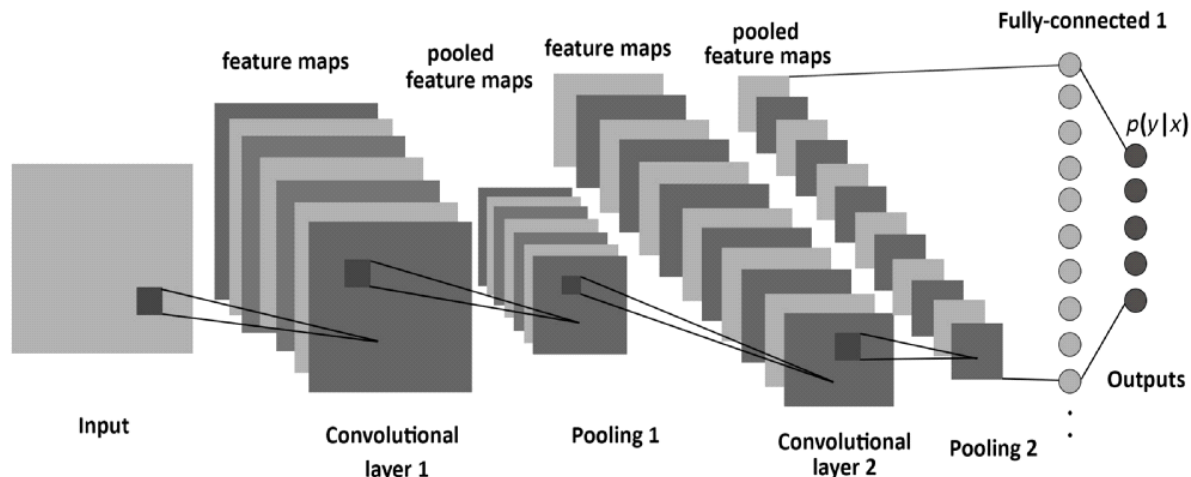 Fully-connected 1
feature maps
pooled
feature maps
feature maps
pooled
feature maps
p(y|x)
Input
Convolutional
layer 1
Pooling 1
Convolutional
layer 2
Pooling 2
Outputs